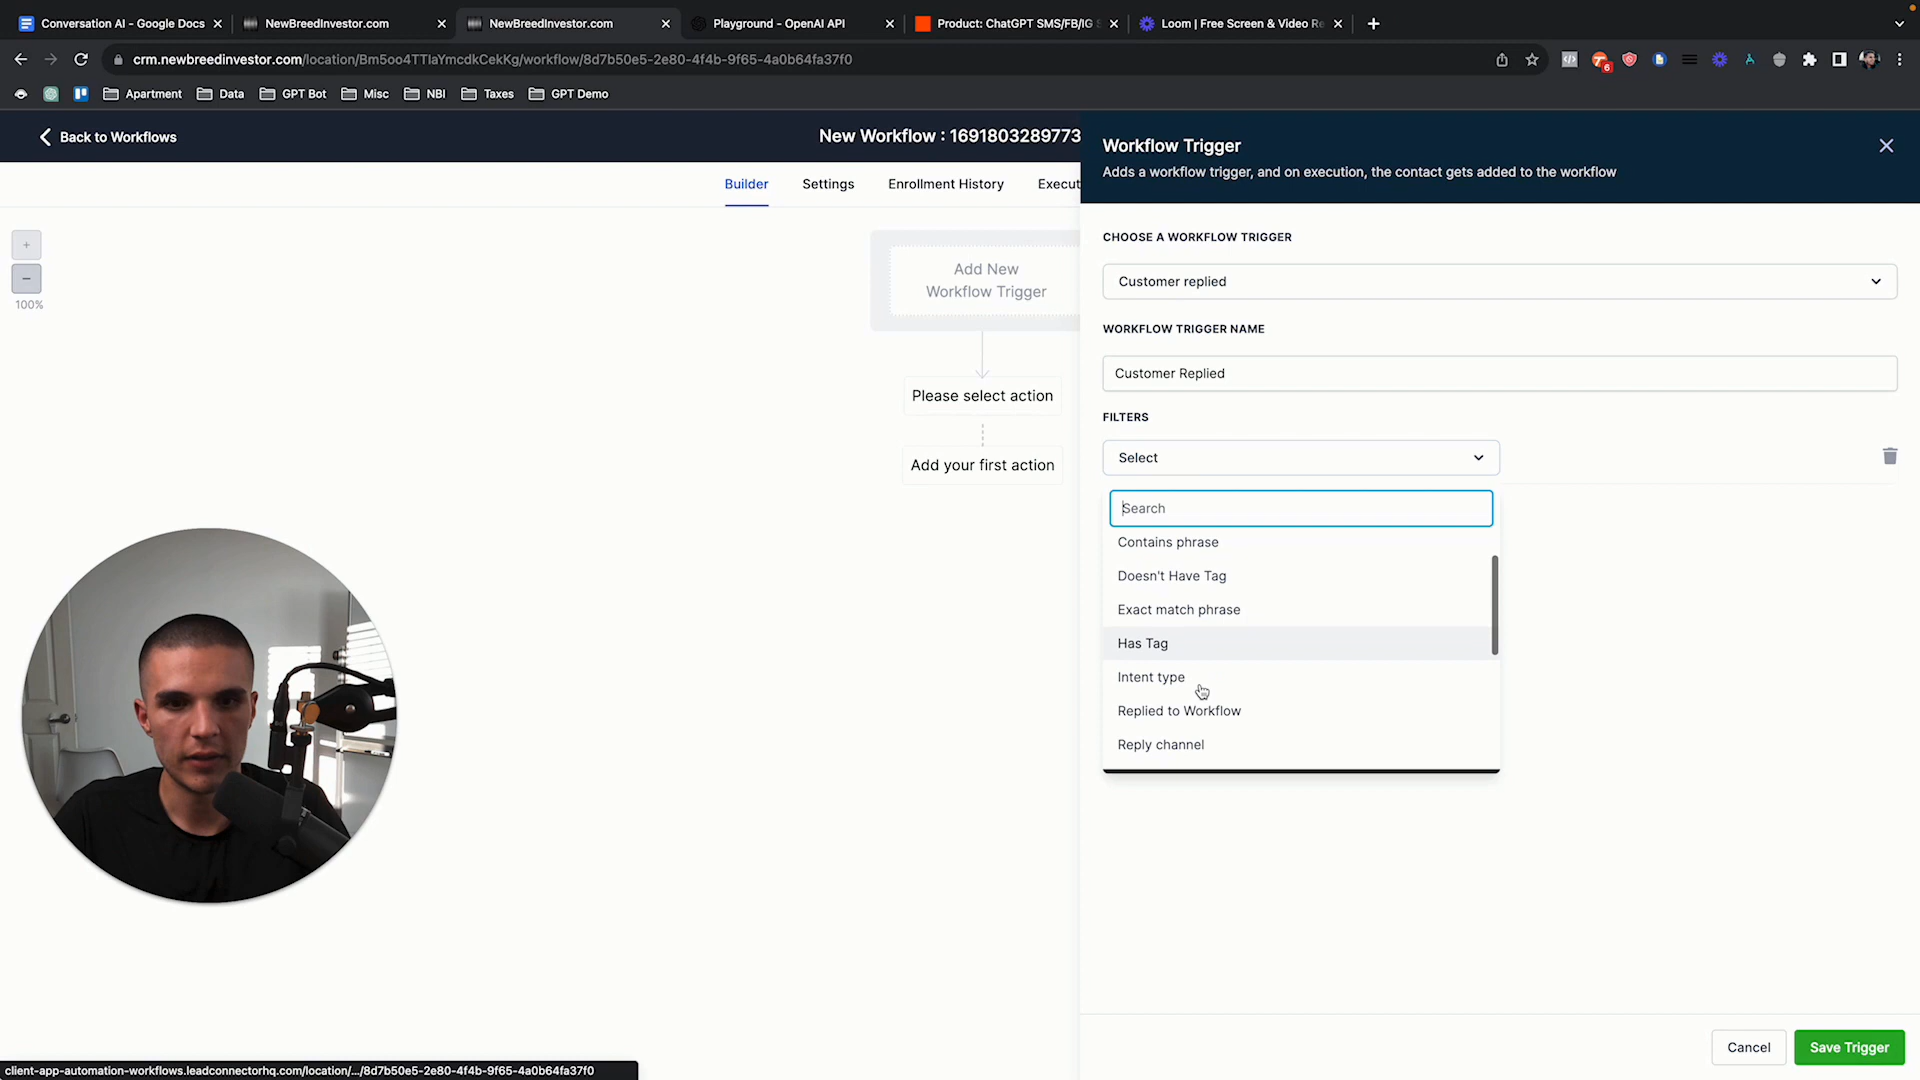 Conversation AI - Google Docs
NewBreedInvestor.com
NewBreedInvestor.com
Playground - OpenAI API
Product: ChatGPT SMS/FB/IG
Loom | Free Screen & Video Re
crm.newbreedinvestor.com/location/Bm5oo4TTIaYmcdkCekKg/workflow/8d7b50e5-2e80-4f4b-9f65-4a0b64fa37f0
6
Apartment
Data
GPT Bot
Misc
NBI
Taxes
GPT Demo
Back to Workflows
New Workflow : 1691803289773
Builder
Settings
Enrollment History
Execut
+
−
100%
Add New
Workflow Trigger
Please select action
Add your first action
Workflow Trigger
Adds a workflow trigger, and on execution, the contact gets added to the workflow
CHOOSE A WORKFLOW TRIGGER
Customer replied
WORKFLOW TRIGGER NAME
Customer Replied
FILTERS
Select
Search
Contains phrase
Doesn't Have Tag
Exact match phrase
Has Tag
Intent type
Replied to Workflow
Reply channel
Cancel
Save Trigger
client-app-automation-workflows.leadconnectorhq.com/location/.../8d7b50e5-2e80-4f4b-9f65-4a0b64fa37f0